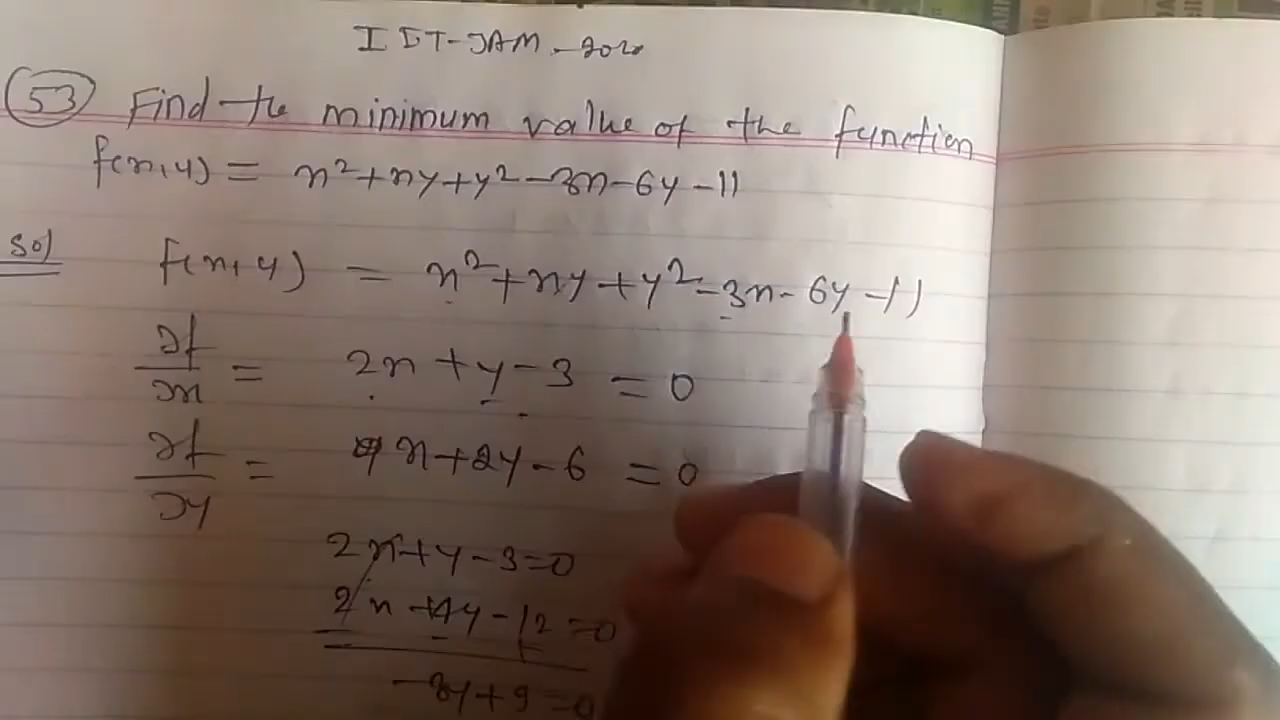 IIT-JAM-2020
53 Find the minimum value of the function
f(x,y) = x²+xy+y²-3x-6y-11
Sol
f(x,y) = x²+xy+y²-3x-6y-11
∂f/∂x = 2x+y-3 = 0
∂f/∂y = x+2y-6 = 0
2x+y-3=0
2x+4y-12=0
-3y+9=0